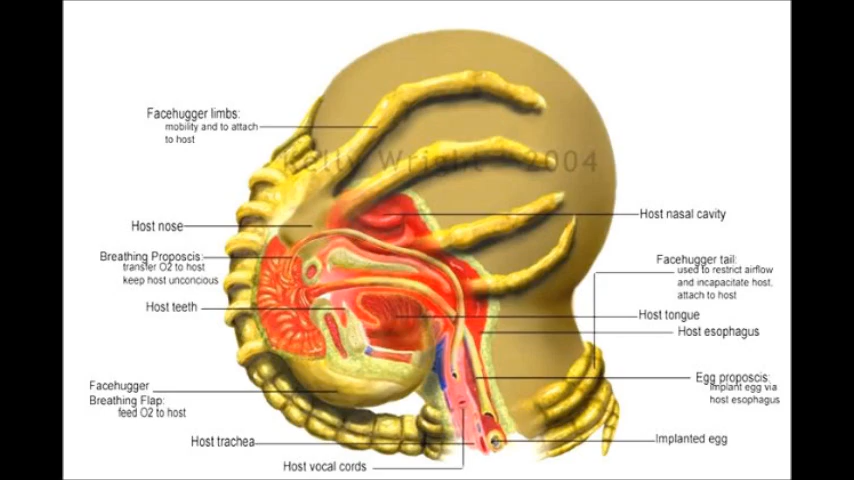 Facehugger limbs:
mobility and to attach
to host
Kelly Wright - 2004
Host nose
Host nasal cavity
Breathing Proposcis:
transfer O2 to host
keep host unconcious
Facehugger tail:
used to restrict airflow
and incapacitate host,
attach to host
Host teeth
Host tongue
Host esophagus
Facehugger
Breathing Flap:
feed O2 to host
Egg proposcis:
Implant egg via
host esophagus
Host trachea
Implanted egg
Host vocal cords